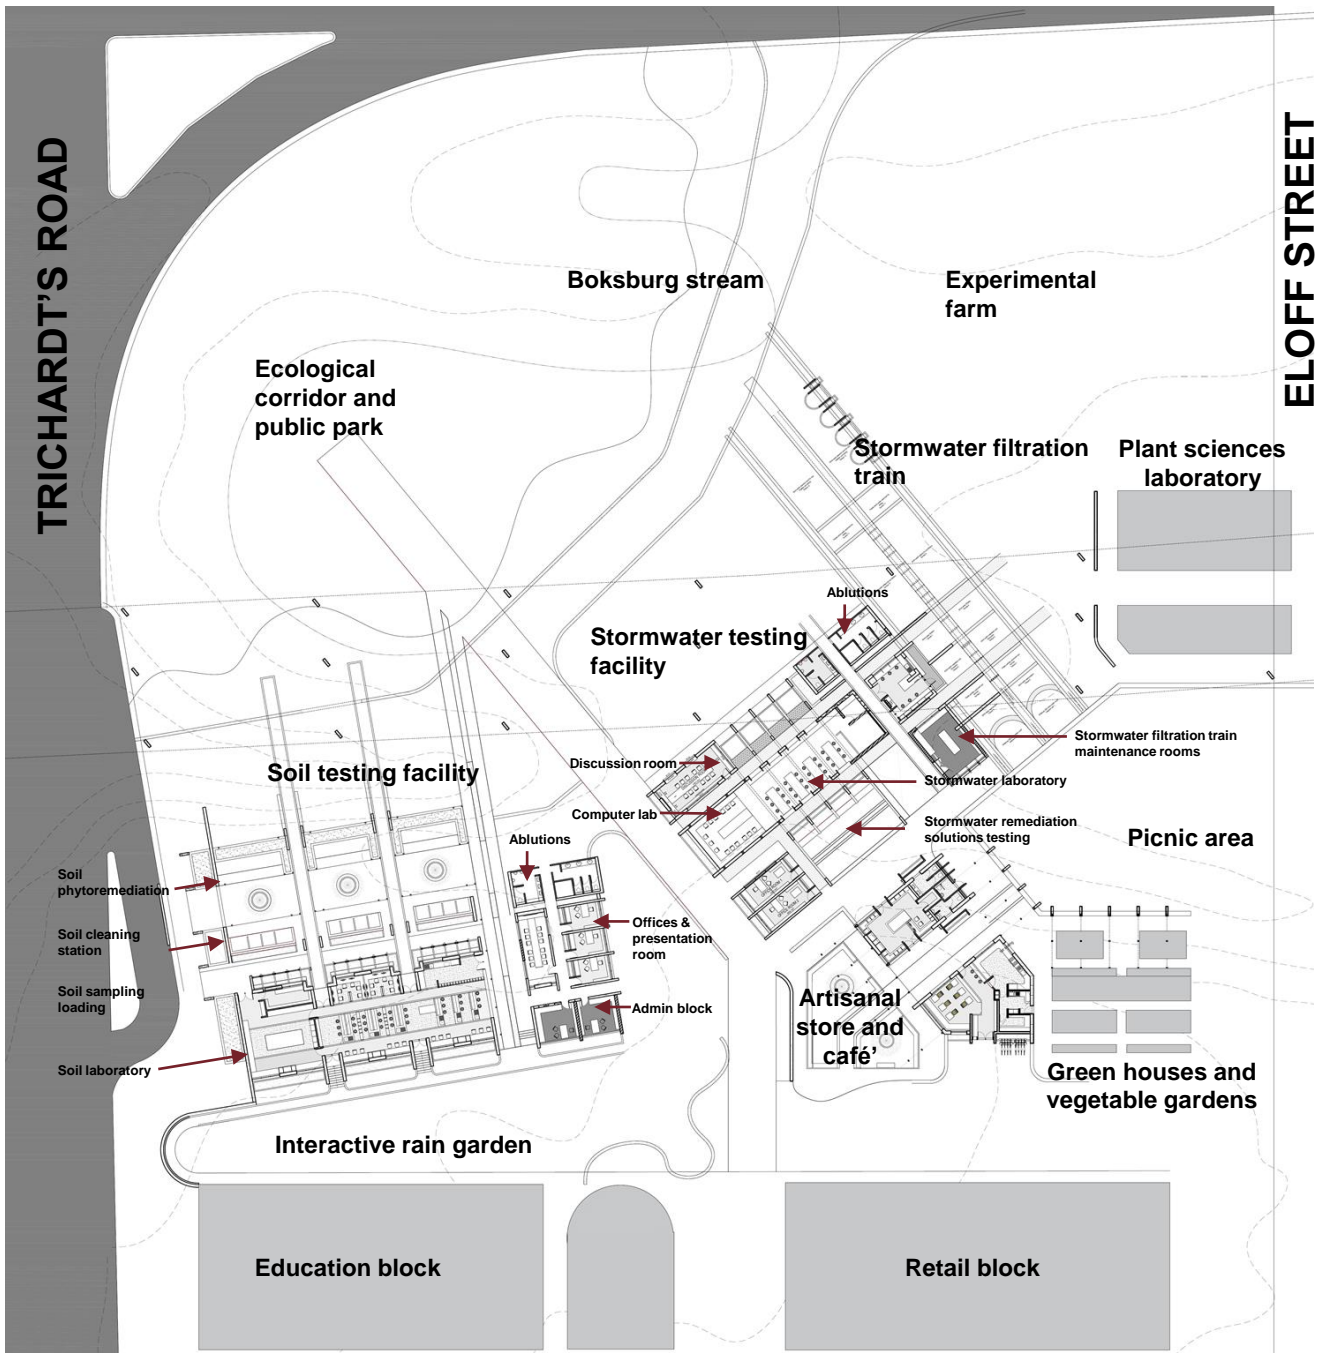 TRICHARDT'S ROAD
ELOFF STREET
Boksburg stream
Experimental
farm
Ecological
corridor and
public park
Stormwater filtration
train
Plant sciences
laboratory
Ablutions
Stormwater testing
facility
Stormwater filtration train
maintenance rooms
Discussion room
Soil testing facility
Stormwater laboratory
Computer lab
Stormwater remediation
solutions testing
Picnic area
Ablutions
Soil
phytoremediation
Offices &
presentation
room
Soil cleaning
station
Soil sampling
loading
Artisanal
store and
café'
Admin block
Soil laboratory
Green houses and
vegetable gardens
Interactive rain garden
Education block
Retail block